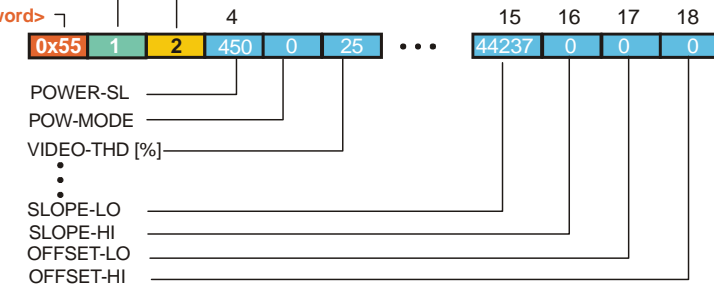 word>
4 15 16 17 18
0x55 1 2 450 0 25 ••• 44237 0 0 0
POWER-SL
POW-MODE
VIDEO-THD [%]
SLOPE-LO
SLOPE-HI
OFFSET-LO
OFFSET-HI